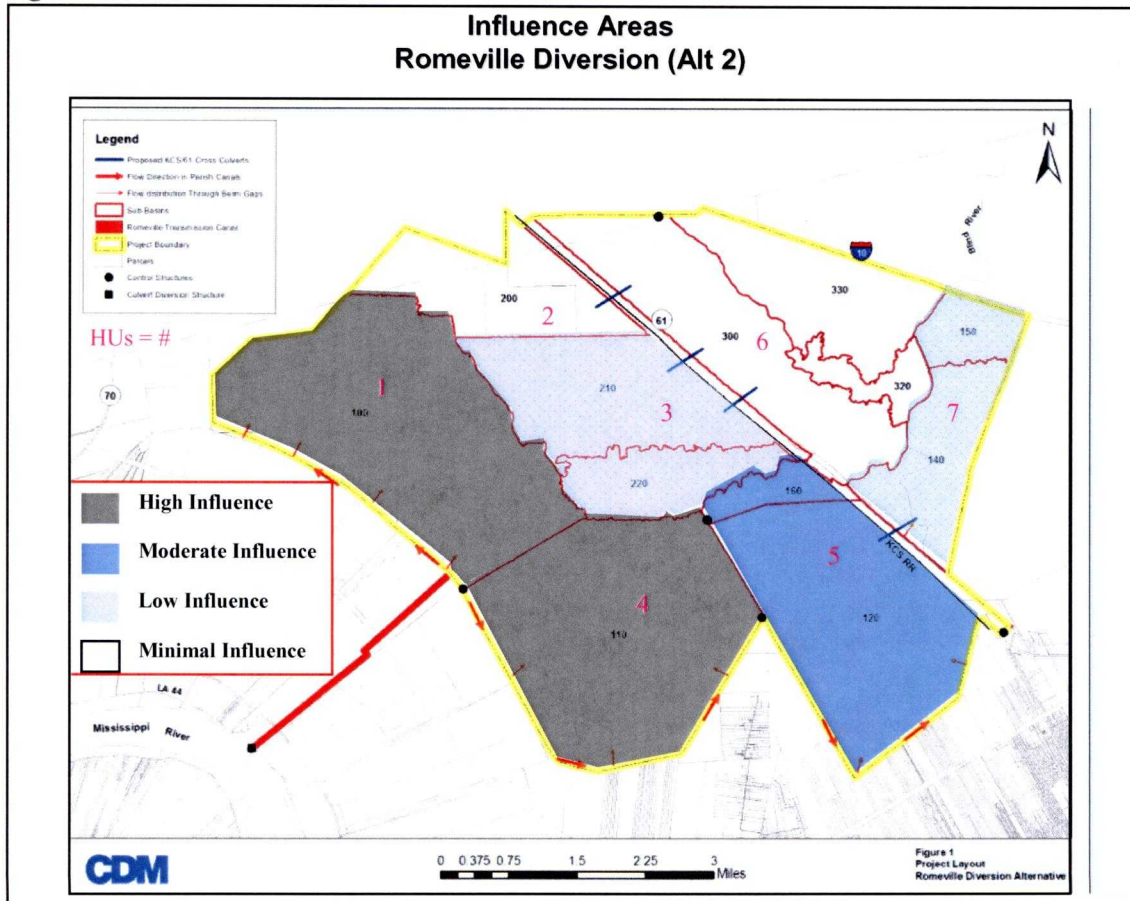 Influence Areas
Romeville Diversion (Alt 2)
Legend
Proposed KCS/61 Cross Culverts
Flow Direction in Parish Canals
Flow distribution Through Berm Gaps
Sub-Basins
Romeville Transmission Canal
Project Boundary
Parcels
Control Structures
Culvert Diversion Structure
N
Blind River
10
330
200
2
61
300
6
150
HUs = #
70
1
100
210
3
320
7
140
220
160
High Influence
Moderate Influence
Low Influence
Minimal Influence
5
KCS RR
4
110
120
LA 44
Mississippi River
CDM
0 0.375 0.75 1.5 2.25 3
Miles
Figure 1
Project Layout
Romeville Diversion Alternative